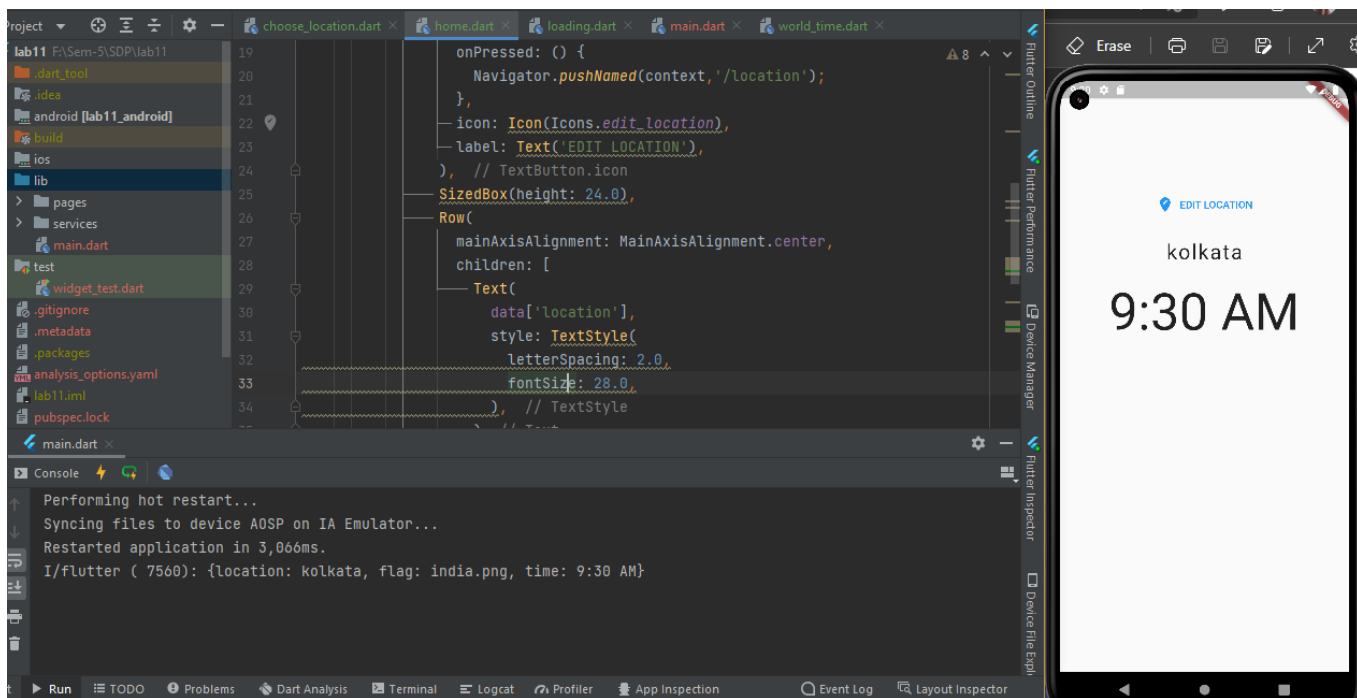 Project
choose_location.dart
home.dart
loading.dart
main.dart
world_time.dart
lab11 F:\Sem-5\SDP\lab11
.dart_tool
.idea
android [lab11_android]
build
ios
lib
pages
services
main.dart
test
widget_test.dart
.gitignore
.metadata
.packages
analysis_options.yaml
lab11.iml
pubspec.lock
19 onPressed: () {
20 Navigator.pushNamed(context,'/location');
21 },
22 icon: Icon(Icons.edit_location),
23 label: Text('EDIT LOCATION'),
24 ), // TextButton.icon
25 SizedBox(height: 24.0),
26 Row(
27 mainAxisAlignment: MainAxisAlignment.center,
28 children: [
29 Text(
30 data['location'],
31 style: TextStyle(
32 letterSpacing: 2.0,
33 fontSize: 28.0,
34 ), // TextStyle
8
Flutter Outline
Flutter Performance
Device Manager
Flutter Inspector
Device File Expl
main.dart
Console
Performing hot restart...
Syncing files to device AOSP on IA Emulator...
Restarted application in 3,066ms.
I/flutter ( 7560): {location: kolkata, flag: india.png, time: 9:30 AM}
Run
TODO
Problems
Dart Analysis
Terminal
Logcat
Profiler
App Inspection
Event Log
Layout Inspector
Erase
EDIT LOCATION
kolkata
9:30 AM